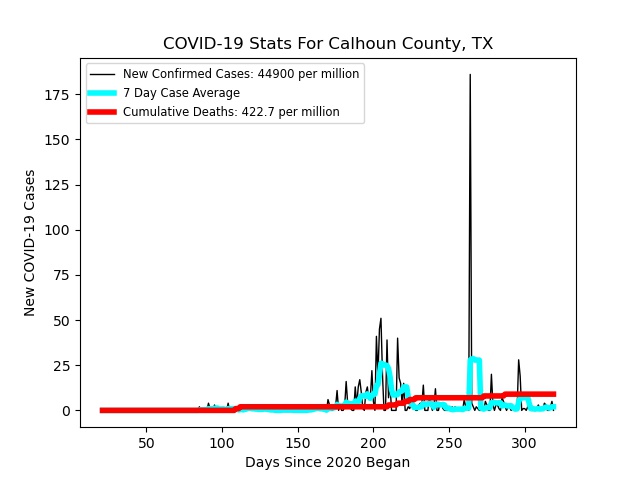 COVID-19 Stats For Calhoun County, TX
New Confirmed Cases: 44900 per million
7 Day Case Average
Cumulative Deaths: 422.7 per million
New COVID-19 Cases
175
150
125
100
75
50
25
0
50 100 150 200 250 300
Days Since 2020 Began